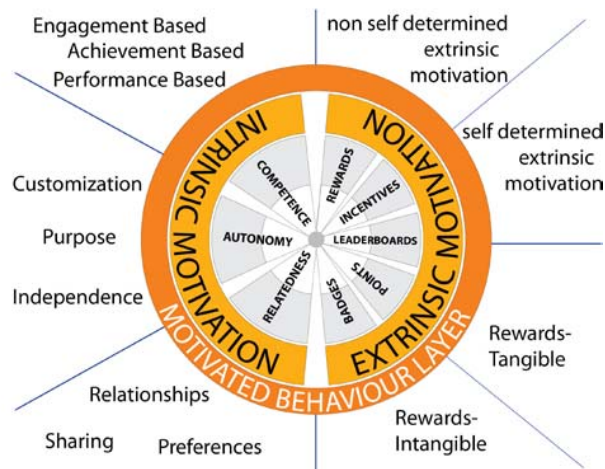 Engagement Based
Achievement Based
Performance Based
non self determined
extrinsic
motivation
self determined
extrinsic
motivation
Customization
Purpose
Independence
INTRINSIC MOTIVATION
EXTRINSIC MOTIVATION
COMPETENCE
AUTONOMY
RELATEDNESS
REWARDS
INCENTIVES
LEADERBOARDS
POINTS
BADGES
MOTIVATED BEHAVIOUR LAYER
Rewards-
Tangible
Rewards-
Intangible
Relationships
Sharing
Preferences